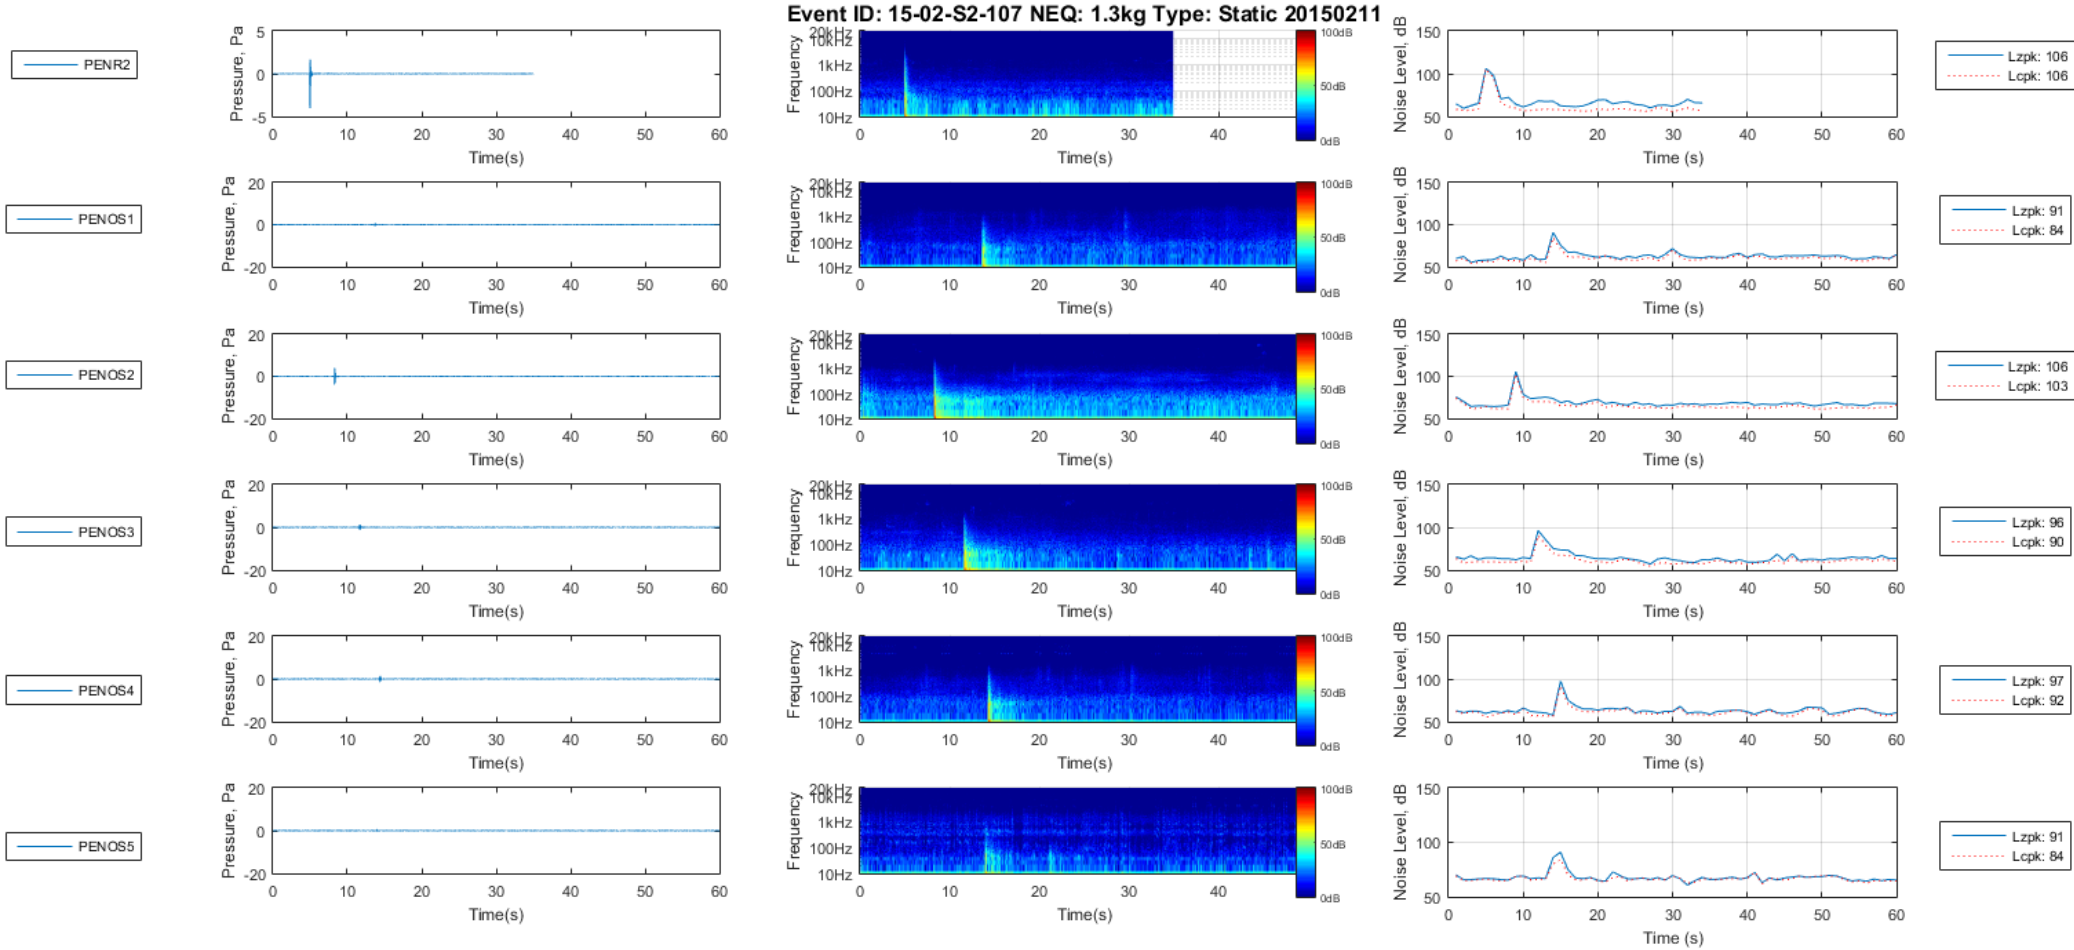 Event ID: 15-02-S2-107 NEQ: 1.3kg Type: Static 20150211
PENR2
Pressure, Pa
5
0
-5
0 10 20 30 40 50 60
Time(s)
Frequency
20kHz
10kHz
1kHz
100Hz
10Hz
0 10 20 30 40
Time(s)
100dB
50dB
0dB
Noise Level, dB
150
100
50
0 10 20 30 40 50 60
Time (s)
Lzpk: 106
Lcpk: 106
PENOS1
Pressure, Pa
20
0
-20
0 10 20 30 40 50 60
Time(s)
Frequency
20kHz
10kHz
1kHz
100Hz
10Hz
0 10 20 30 40
Time(s)
100dB
50dB
0dB
Noise Level, dB
150
100
50
0 10 20 30 40 50 60
Time (s)
Lzpk: 91
Lcpk: 84
PENOS2
Pressure, Pa
20
0
-20
0 10 20 30 40 50 60
Time(s)
Frequency
20kHz
10kHz
1kHz
100Hz
10Hz
0 10 20 30 40
Time(s)
100dB
50dB
0dB
Noise Level, dB
150
100
50
0 10 20 30 40 50 60
Time (s)
Lzpk: 106
Lcpk: 103
PENOS3
Pressure, Pa
20
0
-20
0 10 20 30 40 50 60
Time(s)
Frequency
20kHz
10kHz
1kHz
100Hz
10Hz
0 10 20 30 40
Time(s)
100dB
50dB
0dB
Noise Level, dB
150
100
50
0 10 20 30 40 50 60
Time (s)
Lzpk: 96
Lcpk: 90
PENOS4
Pressure, Pa
20
0
-20
0 10 20 30 40 50 60
Time(s)
Frequency
20kHz
10kHz
1kHz
100Hz
10Hz
0 10 20 30 40
Time(s)
100dB
50dB
0dB
Noise Level, dB
150
100
50
0 10 20 30 40 50 60
Time (s)
Lzpk: 97
Lcpk: 92
PENOS5
Pressure, Pa
20
0
-20
0 10 20 30 40 50 60
Time(s)
Frequency
20kHz
10kHz
1kHz
100Hz
10Hz
0 10 20 30 40
Time(s)
100dB
50dB
0dB
Noise Level, dB
150
100
50
0 10 20 30 40 50 60
Time (s)
Lzpk: 91
Lcpk: 84